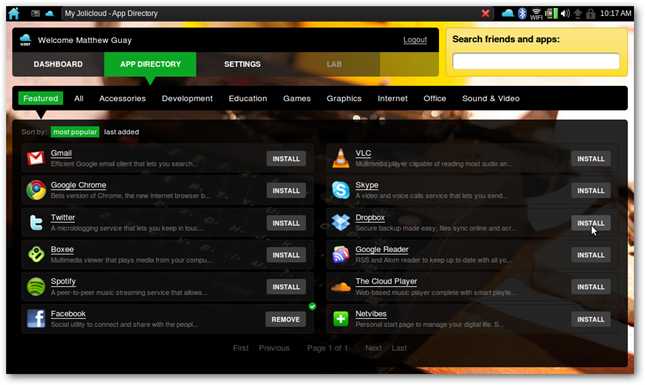 My Jolicloud - App Directory
WIFI
10:17 AM
Welcome Matthew Guay
Logout
Search friends and apps:
DASHBOARD APP DIRECTORY SETTINGS LAB
Featured All Accessories Development Education Games Graphics Internet Office Sound & Video
Sort by: most popular last added
Gmail
Efficient Google email client that lets you search...
INSTALL
VLC
Multimedia player capable of reading most audio an...
INSTALL
Google Chrome
Beta version of Chrome, the new Internet browser b...
INSTALL
Skype
A video and voice calls service that lets you send...
INSTALL
Twitter
A microblogging service that lets you keep in touc...
INSTALL
Dropbox
Secure backup made easy, files sync online and acr...
INSTALL
Boxee
Multimedia viewer that plays media from your compu...
INSTALL
Google Reader
RSS and Atom reader to keep up to date with all yo...
INSTALL
Spotify
A peer-to-peer music streaming service that allows...
INSTALL
The Cloud Player
Web-based music player complete with smart playle...
INSTALL
Facebook
Social utility to connect and share with the people...
REMOVE
Netvibes
Personal start page to manage your digital life. S...
INSTALL
First Previous Page 1 of 1 Next Last